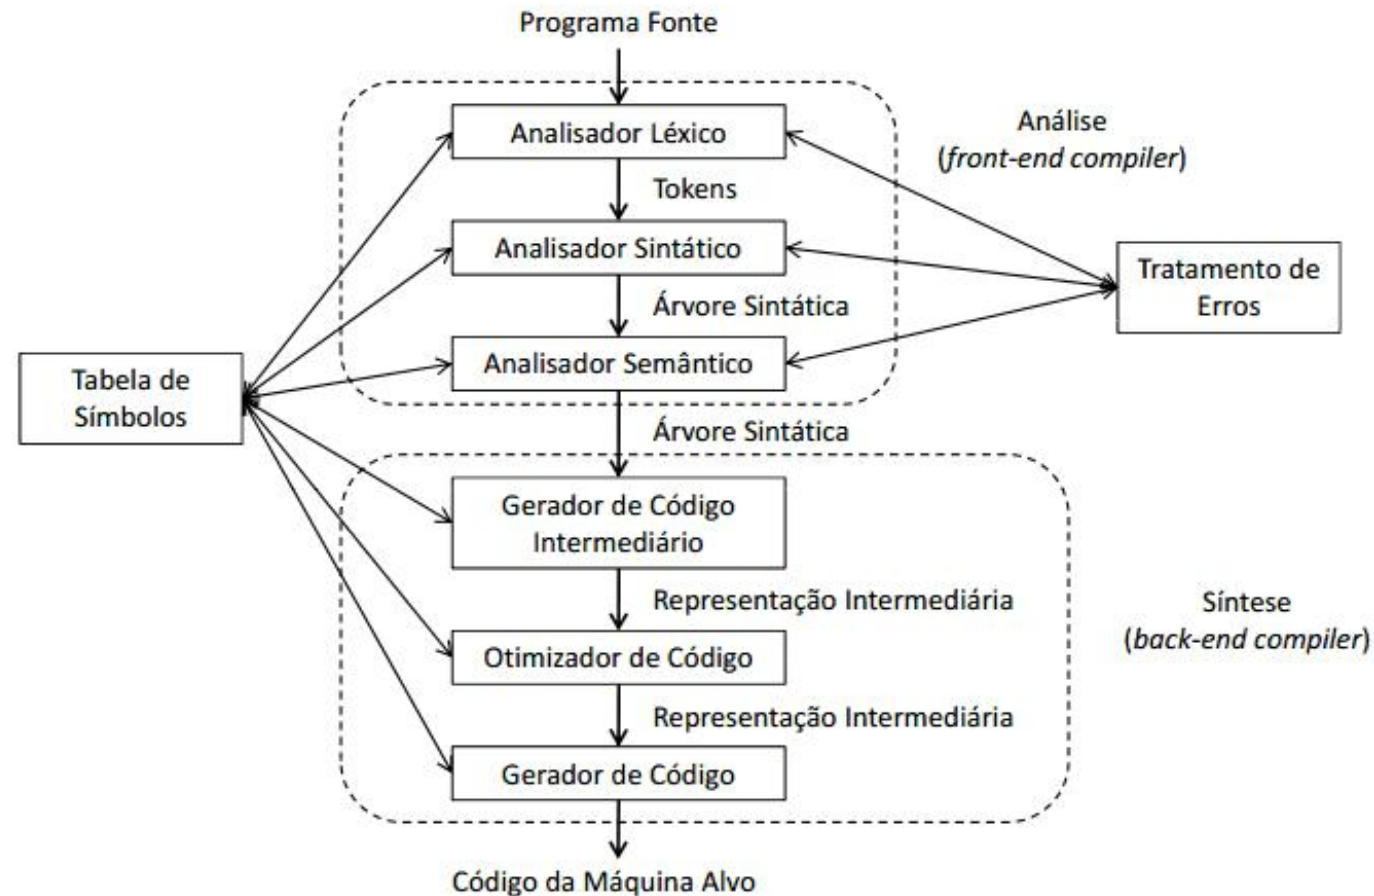 Programa Fonte
Analisador Léxico
Análise
(front-end compiler)
Tokens
Analisador Sintático
Tratamento de
Erros
Árvore Sintática
Analisador Semântico
Tabela de
Símbolos
Árvore Sintática
Gerador de Código
Intermediário
Representação Intermediária
Síntese
(back-end compiler)
Otimizador de Código
Representação Intermediária
Gerador de Código
Código da Máquina Alvo